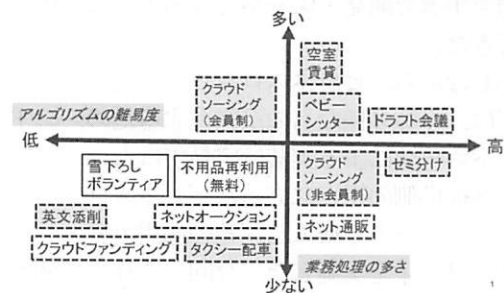 多い
空室
賃貸
クラウド
ソーシング
(会員制)
ベビー
シッター
ドラフト会議
アルゴリズムの難易度
低
高
雪下ろし
ボランティア
不用品再利用
(無料)
クラウド
ソーシング
(非会員制)
ゼミ分け
英文添削
ネットオークション
ネット通販
クラウドファンディング
タクシー配車
業務処理の多さ
少ない
1